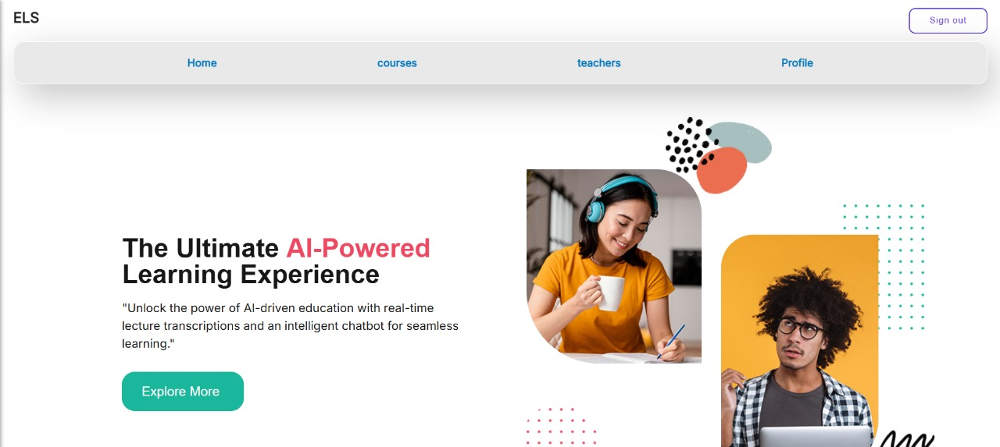 ELS
Sign out
Home
courses
teachers
Profile
The Ultimate AI-Powered
Learning Experience
"Unlock the power of AI-driven education with real-time
lecture transcriptions and an intelligent chatbot for seamless
learning."
Explore More